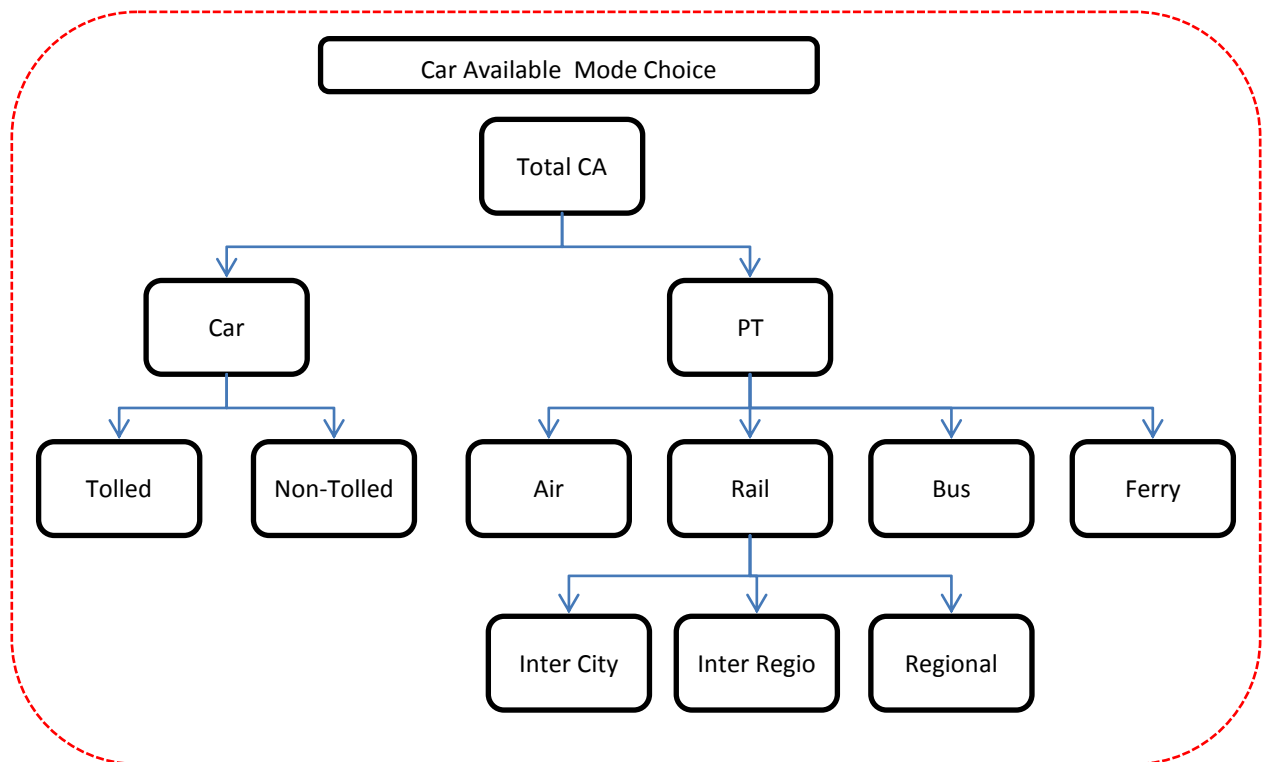 Car Available  Mode Choice
Total CA
Car
PT
Tolled
Non-Tolled
Air
Rail
Bus
Ferry
Inter City
Inter Regio
Regional